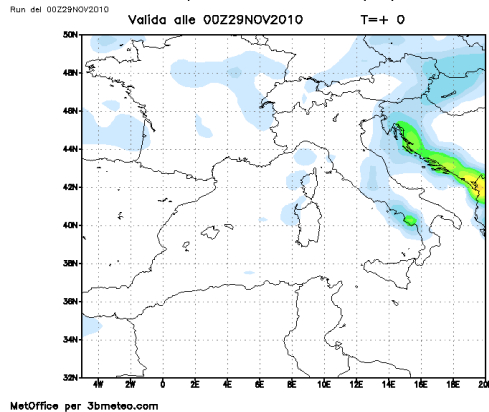 Run del 00Z29NOV2010
Valida alle 00Z29NOV2010 T=+ 0
50N
48N
46N
44N
42N
40N
38N
36N
34N
32N
4W 2W 0 2E 4E 6E 8E 10E 12E 14E 16E 18E 20E
MetOffice per 3bmeteo.com